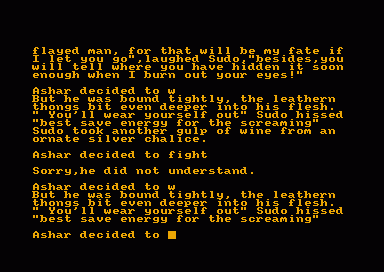 flayed man, for that will be my fate if
I let you go",laughed Sudo,"besides,you
will tell where you have hidden it soon
enough when I burn out your eyes!"
Ashar decided to w
But he was bound tightly, the leathern
thongs bit even deeper into his flesh.
" You'll wear yourself out" Sudo hissed
"best save energy for the screaming"
Sudo took another gulp of wine from an
ornate silver chalice.
Ashar decided to fight
Sorry,he did not understand.
Ashar decided to w
But he was bound tightly, the leathern
thongs bit even deeper into his flesh.
" You'll wear yourself out" Sudo hissed
"best save energy for the screaming"
Ashar decided to